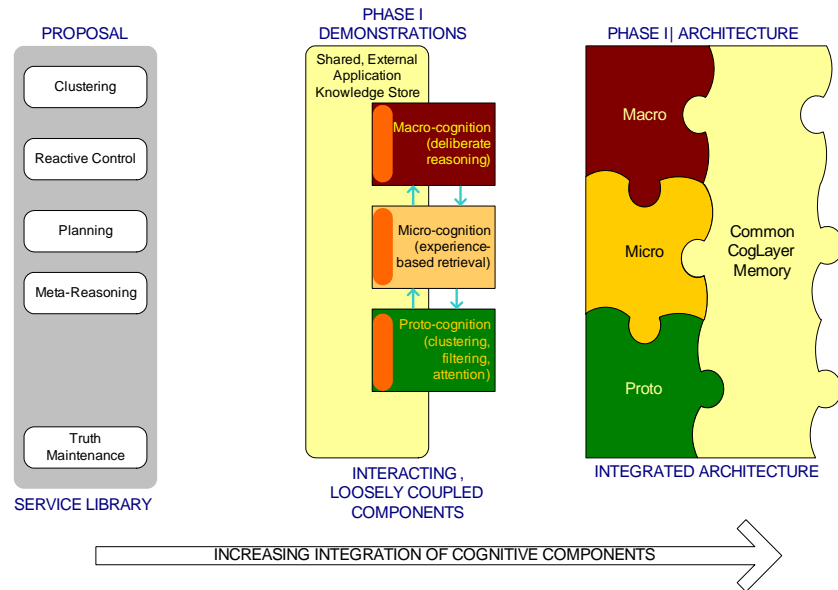 PROPOSAL
Clustering
Reactive Control
Planning
Meta-Reasoning
Truth
Maintenance
SERVICE LIBRARY
PHASE I
DEMONSTRATIONS
Shared, External
Application
Knowledge Store
Macro-cognition
(deliberate
reasoning)
Micro-cognition
(experience-
based retrieval)
Proto-cognition
(clustering,
filtering,
attention)
INTERACTING ,
LOOSELY COUPLED
COMPONENTS
PHASE I| ARCHITECTURE
Macro
Micro
Proto
Common
CogLayer
Memory
INTEGRATED ARCHITECTURE
INCREASING INTEGRATION OF COGNITIVE COMPONENTS